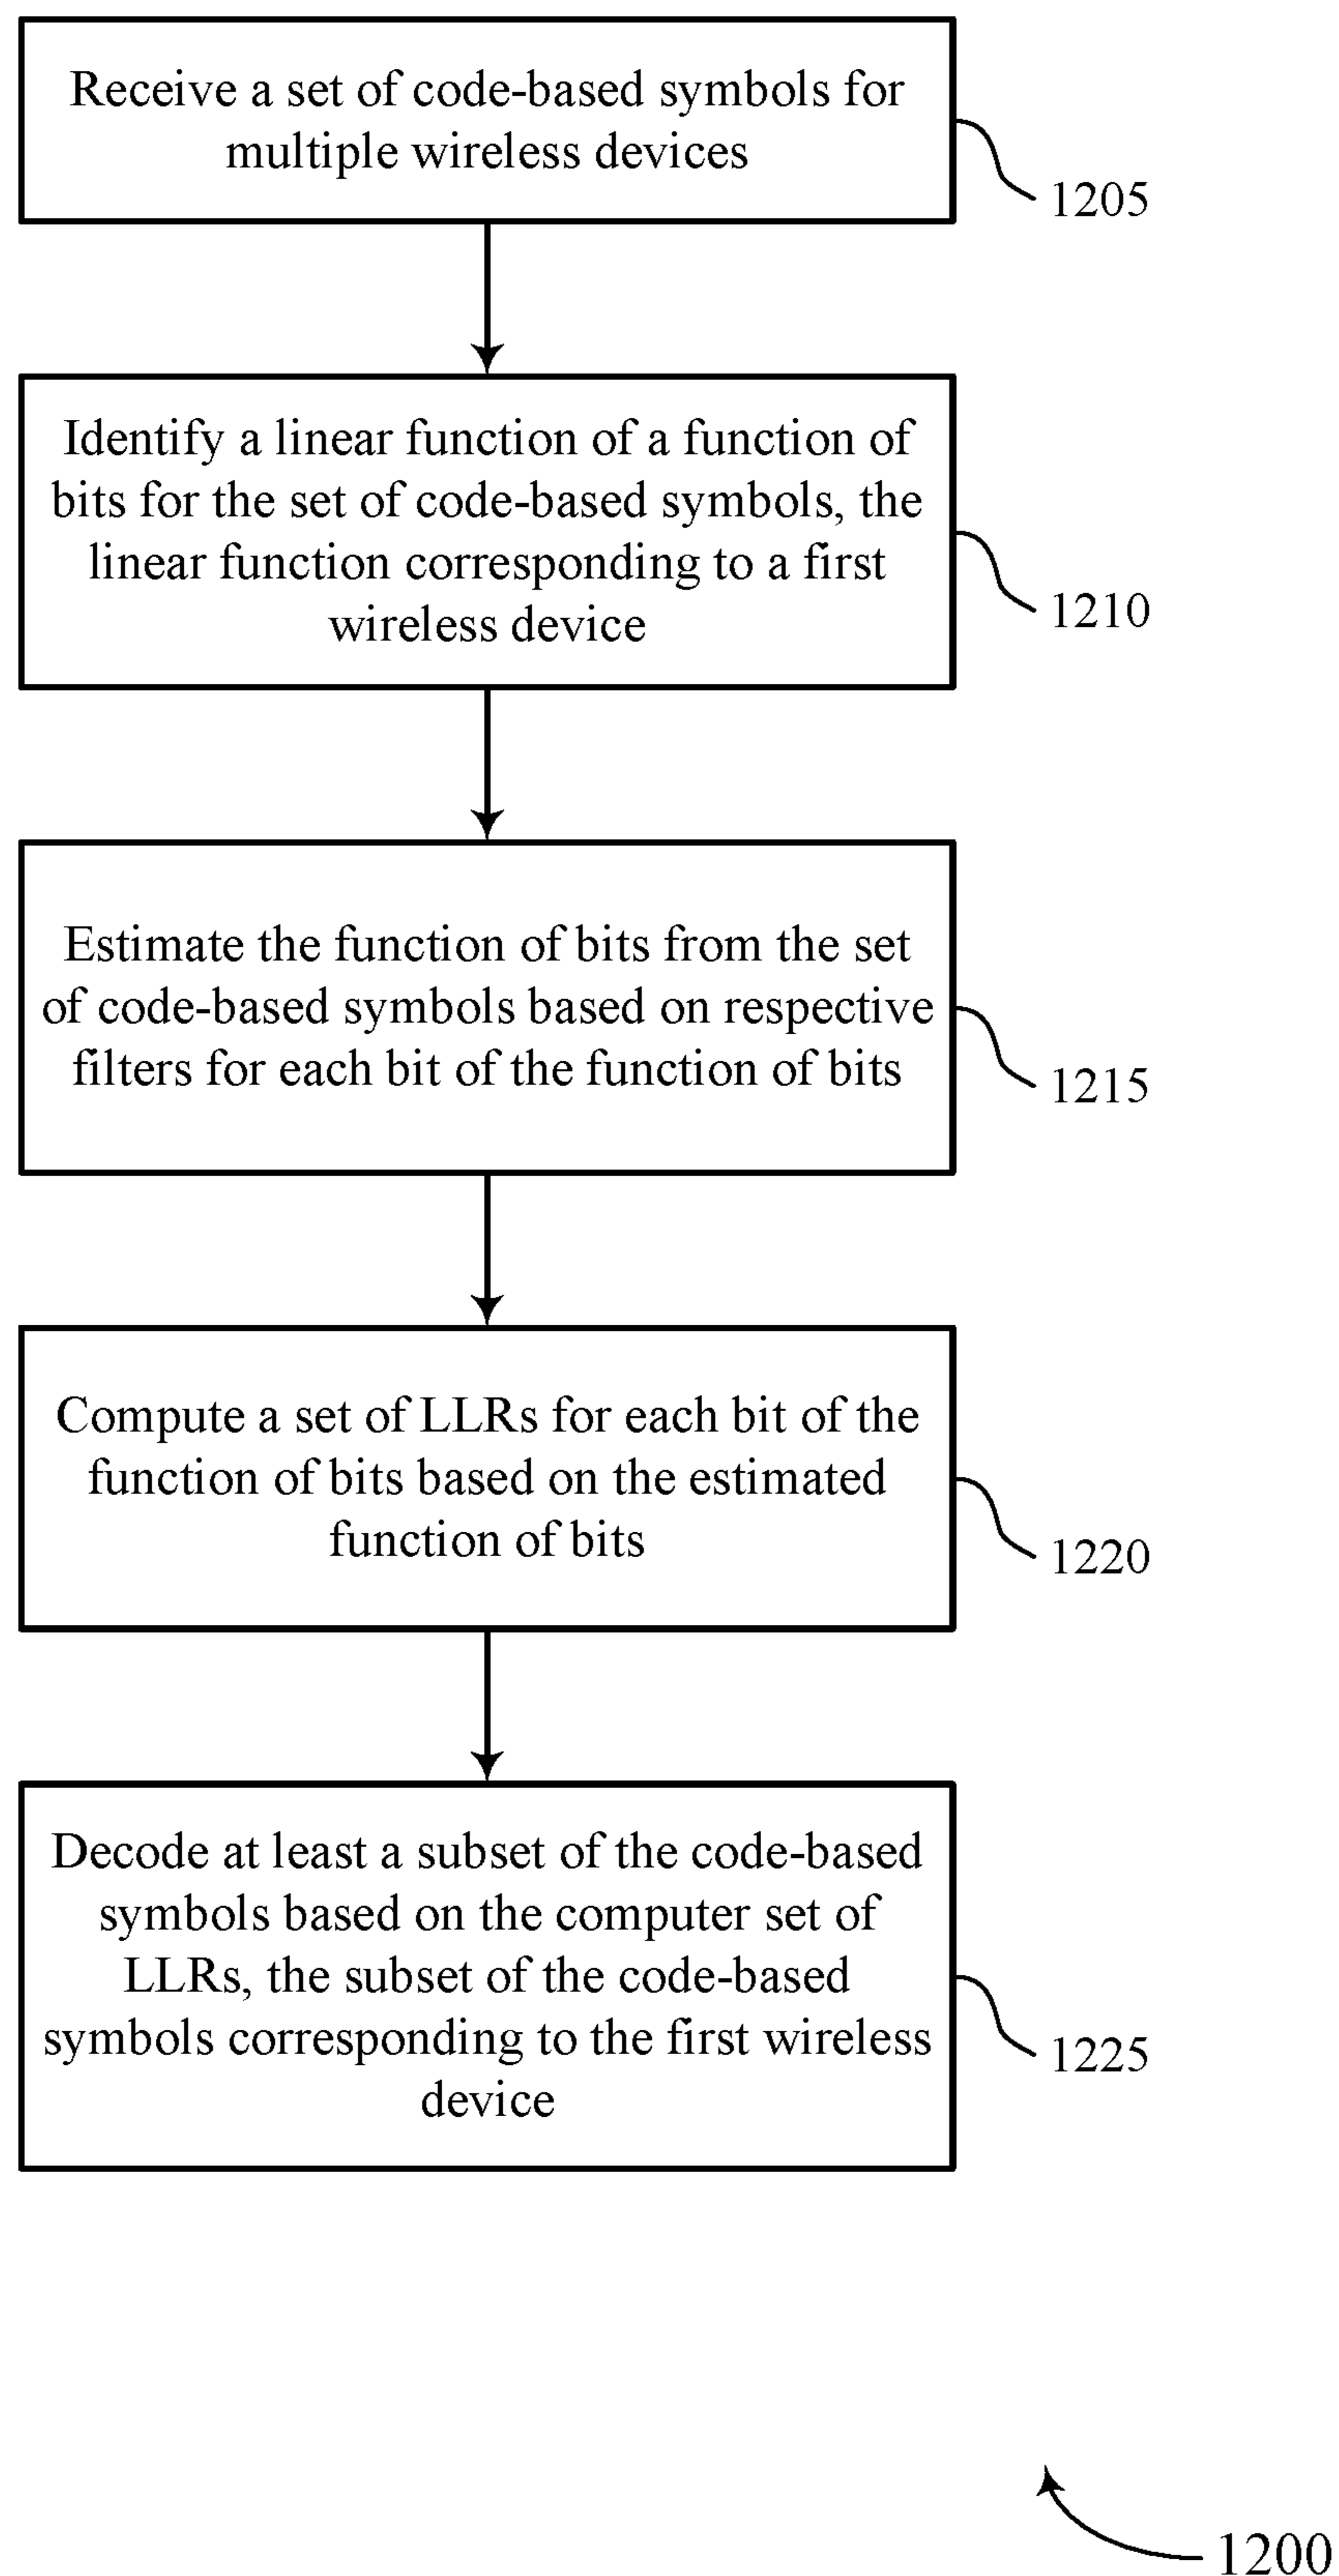 Receive a set of code-based symbols for
multiple wireless devices
1205
Identify a linear function of a function of
bits for the set of code-based symbols, the
linear function corresponding to a first
wireless device
1210
Estimate the function of bits from the set
of code-based symbols based on respective
filters for each bit of the function of bits
1215
Compute a set of LLRs for each bit of the
function of bits based on the estimated
function of bits
1220
Decode at least a subset of the code-based
symbols based on the computer set of
LLRs, the subset of the code-based
symbols corresponding to the first wireless
device
1225
1200